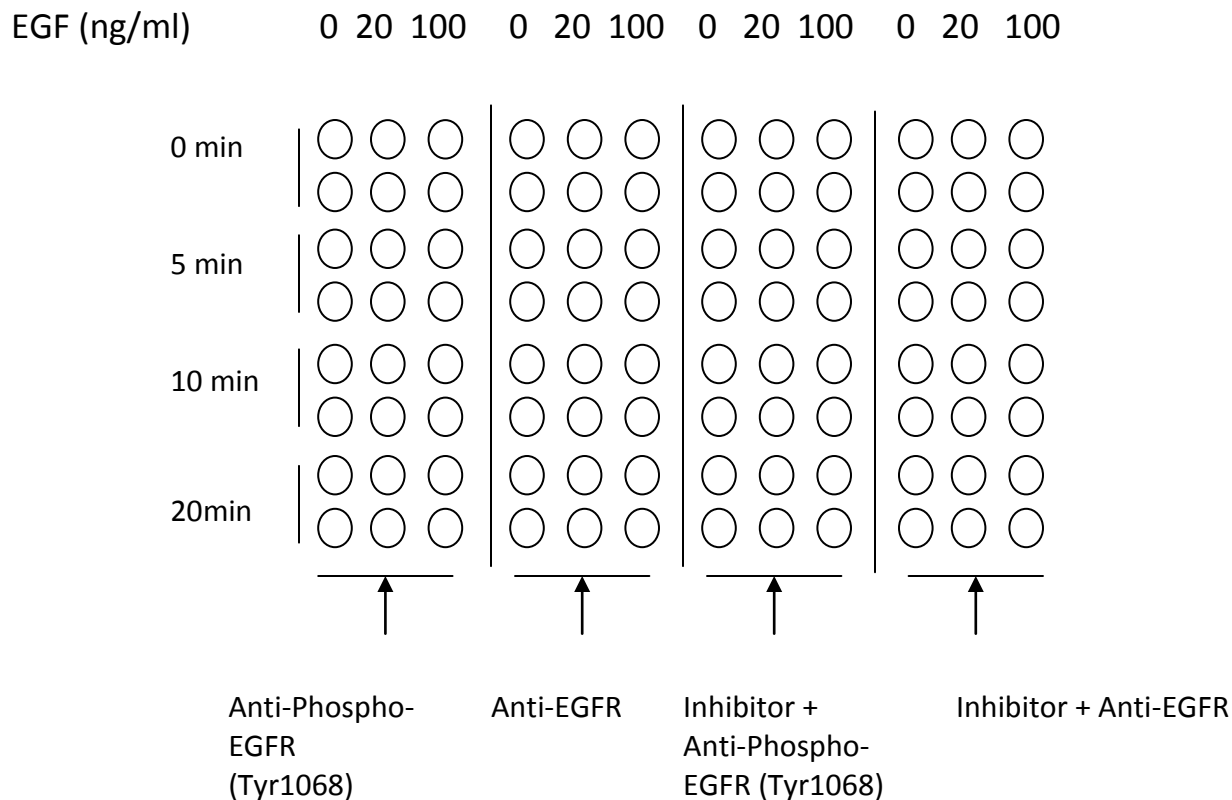 EGF (ng/ml) 0 20 100 0 20 100 0 20 100 0 20 100
0 min
5 min
10 min
20min
Anti-Phospho-
EGFR
(Tyr1068)
Anti-EGFR
Inhibitor +
Anti-Phospho-
EGFR (Tyr1068)
Inhibitor + Anti-EGFR